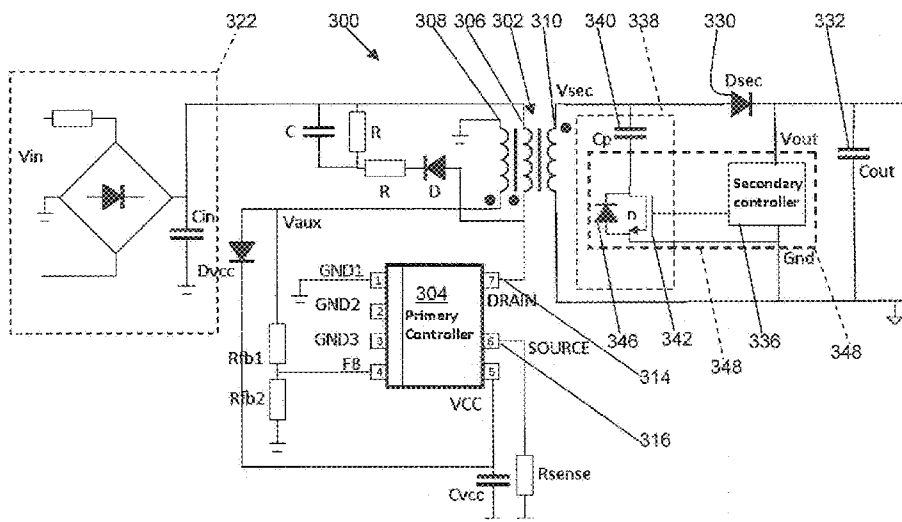 322 300 308 306 302 310 340 338 330 332
Vsec Dsec
C R Cp Vout
Vin R D Secondary controller Cout
n
Cin Vaux
Dvcc GND1 1 304 7 Gnd
GND2 2 Primary Controller DRAIN
GND3 3 6 SOURCE 346 342 348 336 348
Rfb1 FB 4 5 314
Rfb2 VCC 316
Cvcc Rsense